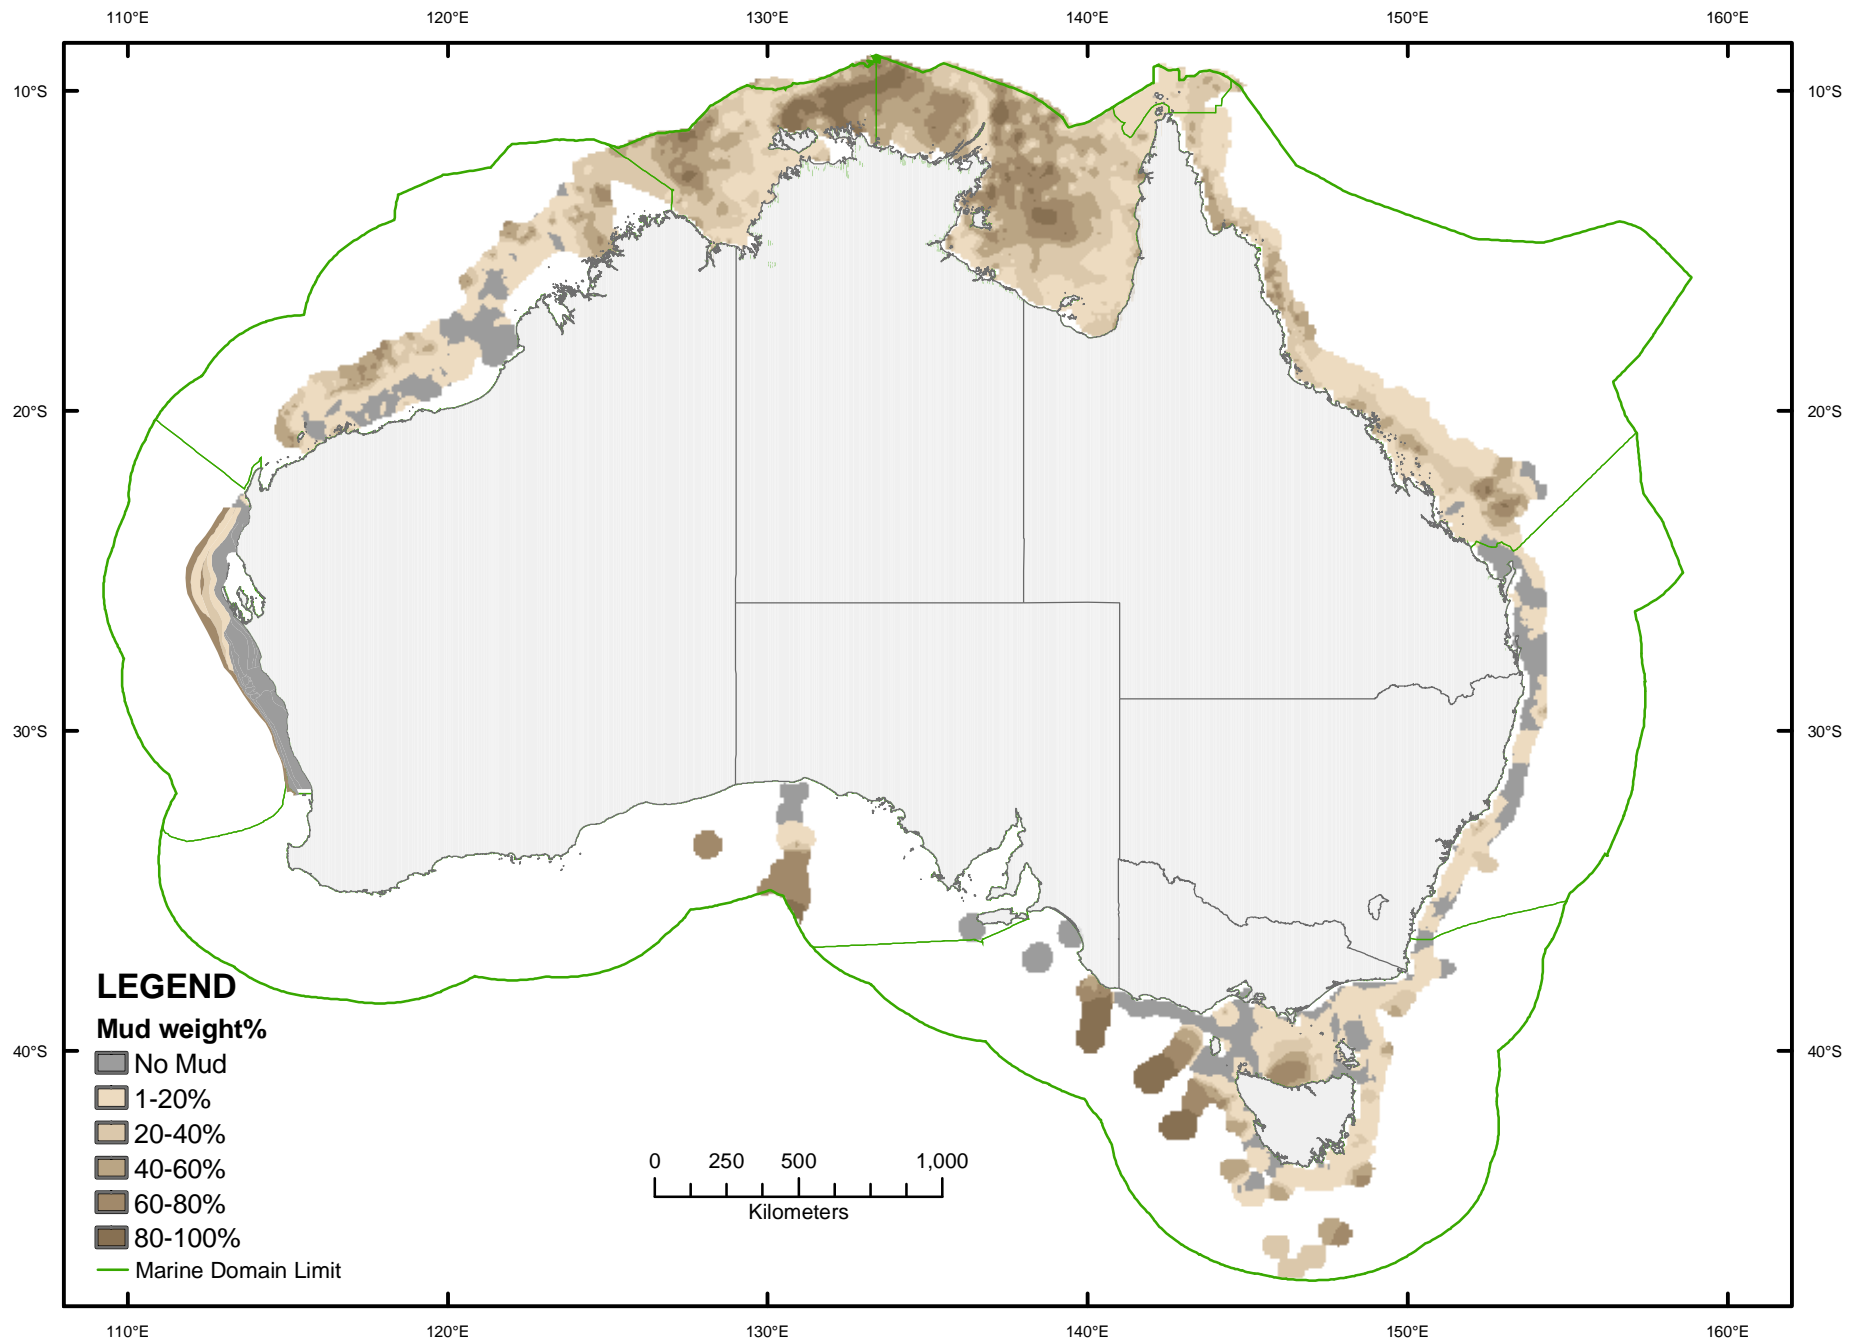 110°E 120°E 130°E 140°E 150°E 160°E
10°S 10°S
20°S 20°S
30°S 30°S
40°S 40°S
LEGEND
Mud weight%
No Mud
1-20%
20-40%
40-60%
60-80%
80-100%
Marine Domain Limit
0 250 500 1,000
Kilometers
110°E 120°E 130°E 140°E 150°E 160°E